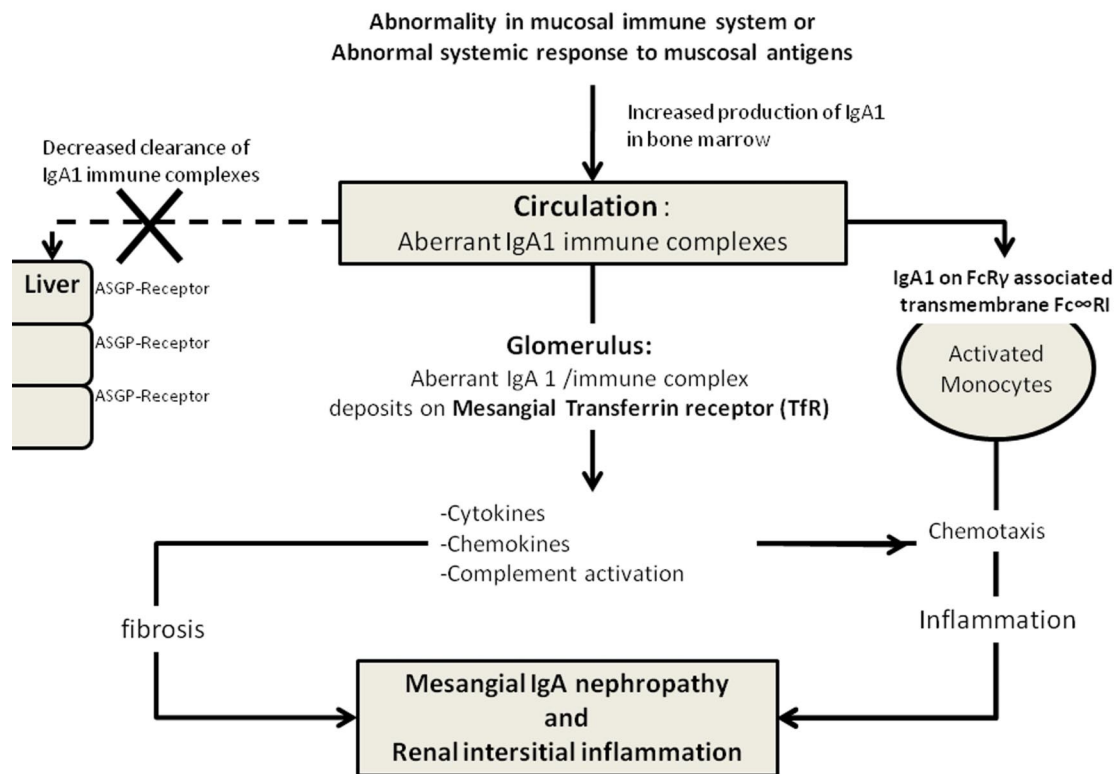 Abnormality in mucosal immune system or
Abnormal systemic response to muscosal antigens
Increased production of IgA1
in bone marrow
Decreased clearance of
IgA1 immune complexes
Circulation :
Aberrant IgA1 immune complexes
Liver
ASGP-Receptor
ASGP-Receptor
ASGP-Receptor
IgA1 on FcRγ associated
transmembrane Fc∞RI
Activated
Monocytes
Glomerulus:
Aberrant IgA 1 /immune complex
deposits on Mesangial Transferrin receptor (TfR)
-Cytokines
-Chemokines
-Complement activation
Chemotaxis
fibrosis
Inflammation
Mesangial IgA nephropathy
and
Renal intersitial inflammation